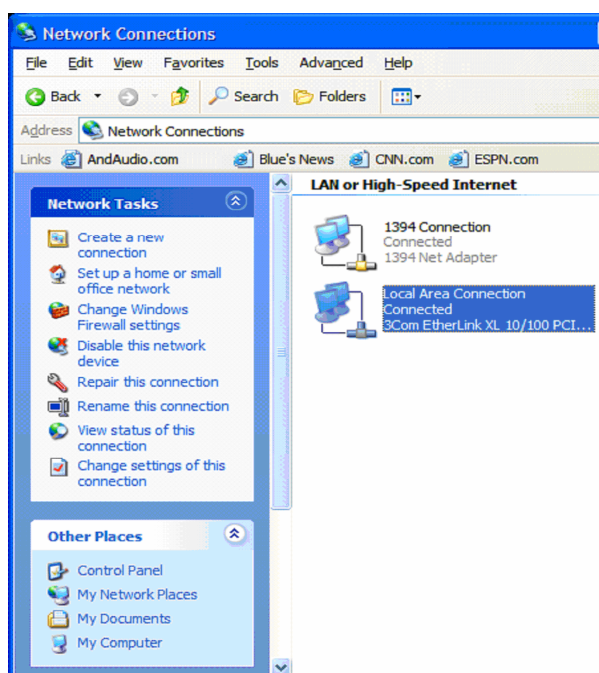 Network Connections
File Edit View Favorites Tools Advanced Help
Back Search Folders
Address Network Connections
Links AndAudio.com Blue's News CNN.com ESPN.com
Network Tasks
Create a new
connection
Set up a home or small
office network
Change Windows
Firewall settings
Disable this network
device
Repair this connection
Rename this connection
View status of this
connection
Change settings of this
connection
Other Places
Control Panel
My Network Places
My Documents
My Computer
LAN or High-Speed Internet
1394 Connection
Connected
1394 Net Adapter
Local Area Connection
Connected
3Com EtherLink XL 10/100 PCI...